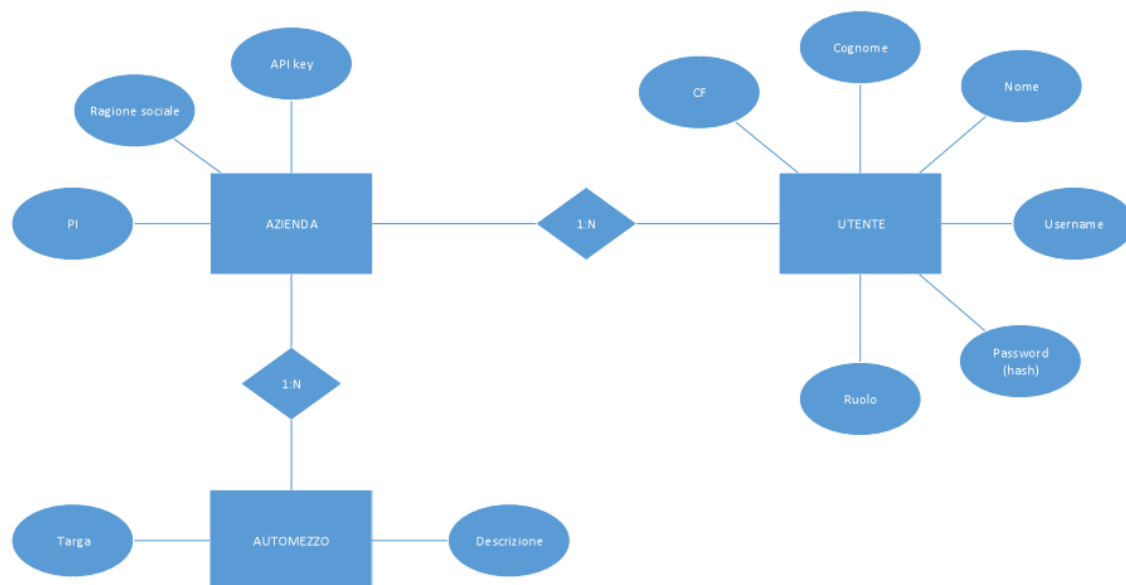 Cognome
API key
Nome
CF
Ragione sociale
PI
AZIENDA
1:N
UTENTE
Username
Password
(hash)
1:N
Ruolo
Targa
AUTOMEZZO
Descrizione